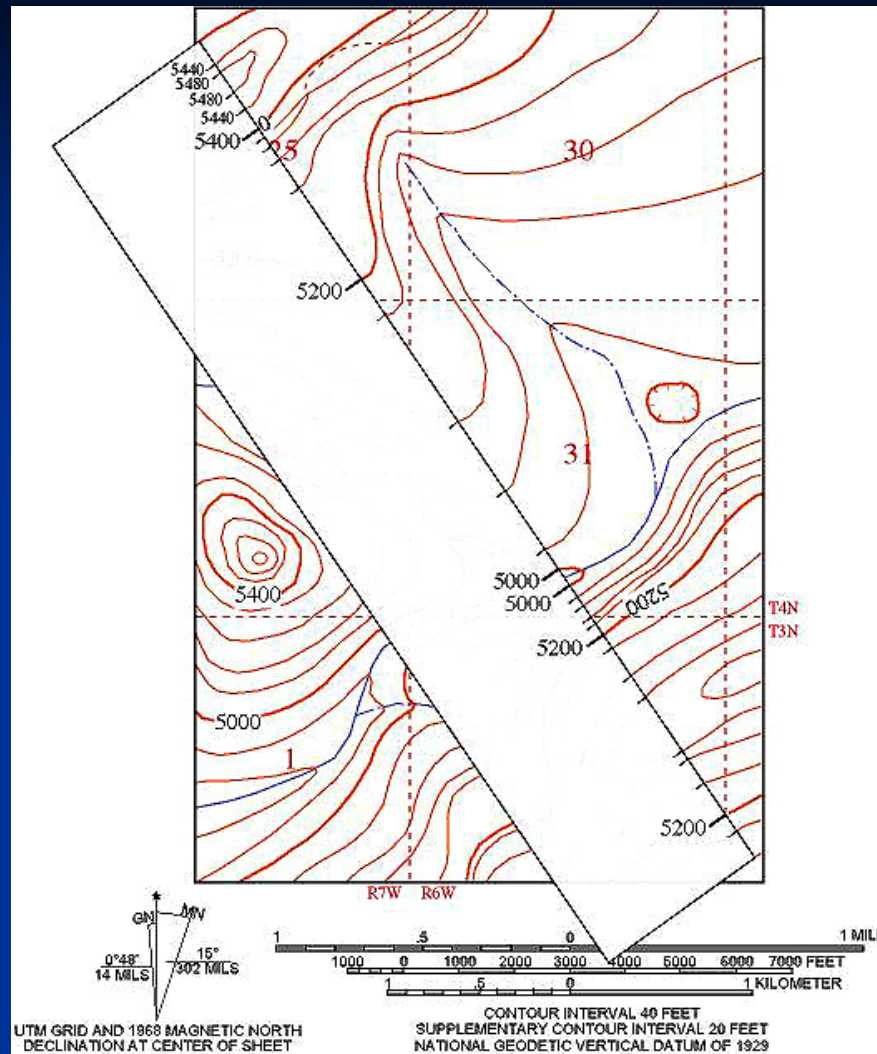 5440
5480
5480
5440
5400
0
25
30
5200
31
5000
5000
5200
5200
5400
T4N
T3N
5000
1
5200
R7W
R6W
GN
MN
0°48'
14 MILS
15°
302 MILS
1
.5
0
1 MIL
1000
0
1000
2000
3000
4000
5000
6000
7000 FEET
1
.5
0
1 KILOMETER
UTM GRID AND 1968 MAGNETIC NORTH
DECLINATION AT CENTER OF SHEET
CONTOUR INTERVAL 40 FEET
SUPPLEMENTARY CONTOUR INTERVAL 20 FEET
NATIONAL GEODETIC VERTICAL DATUM OF 1929